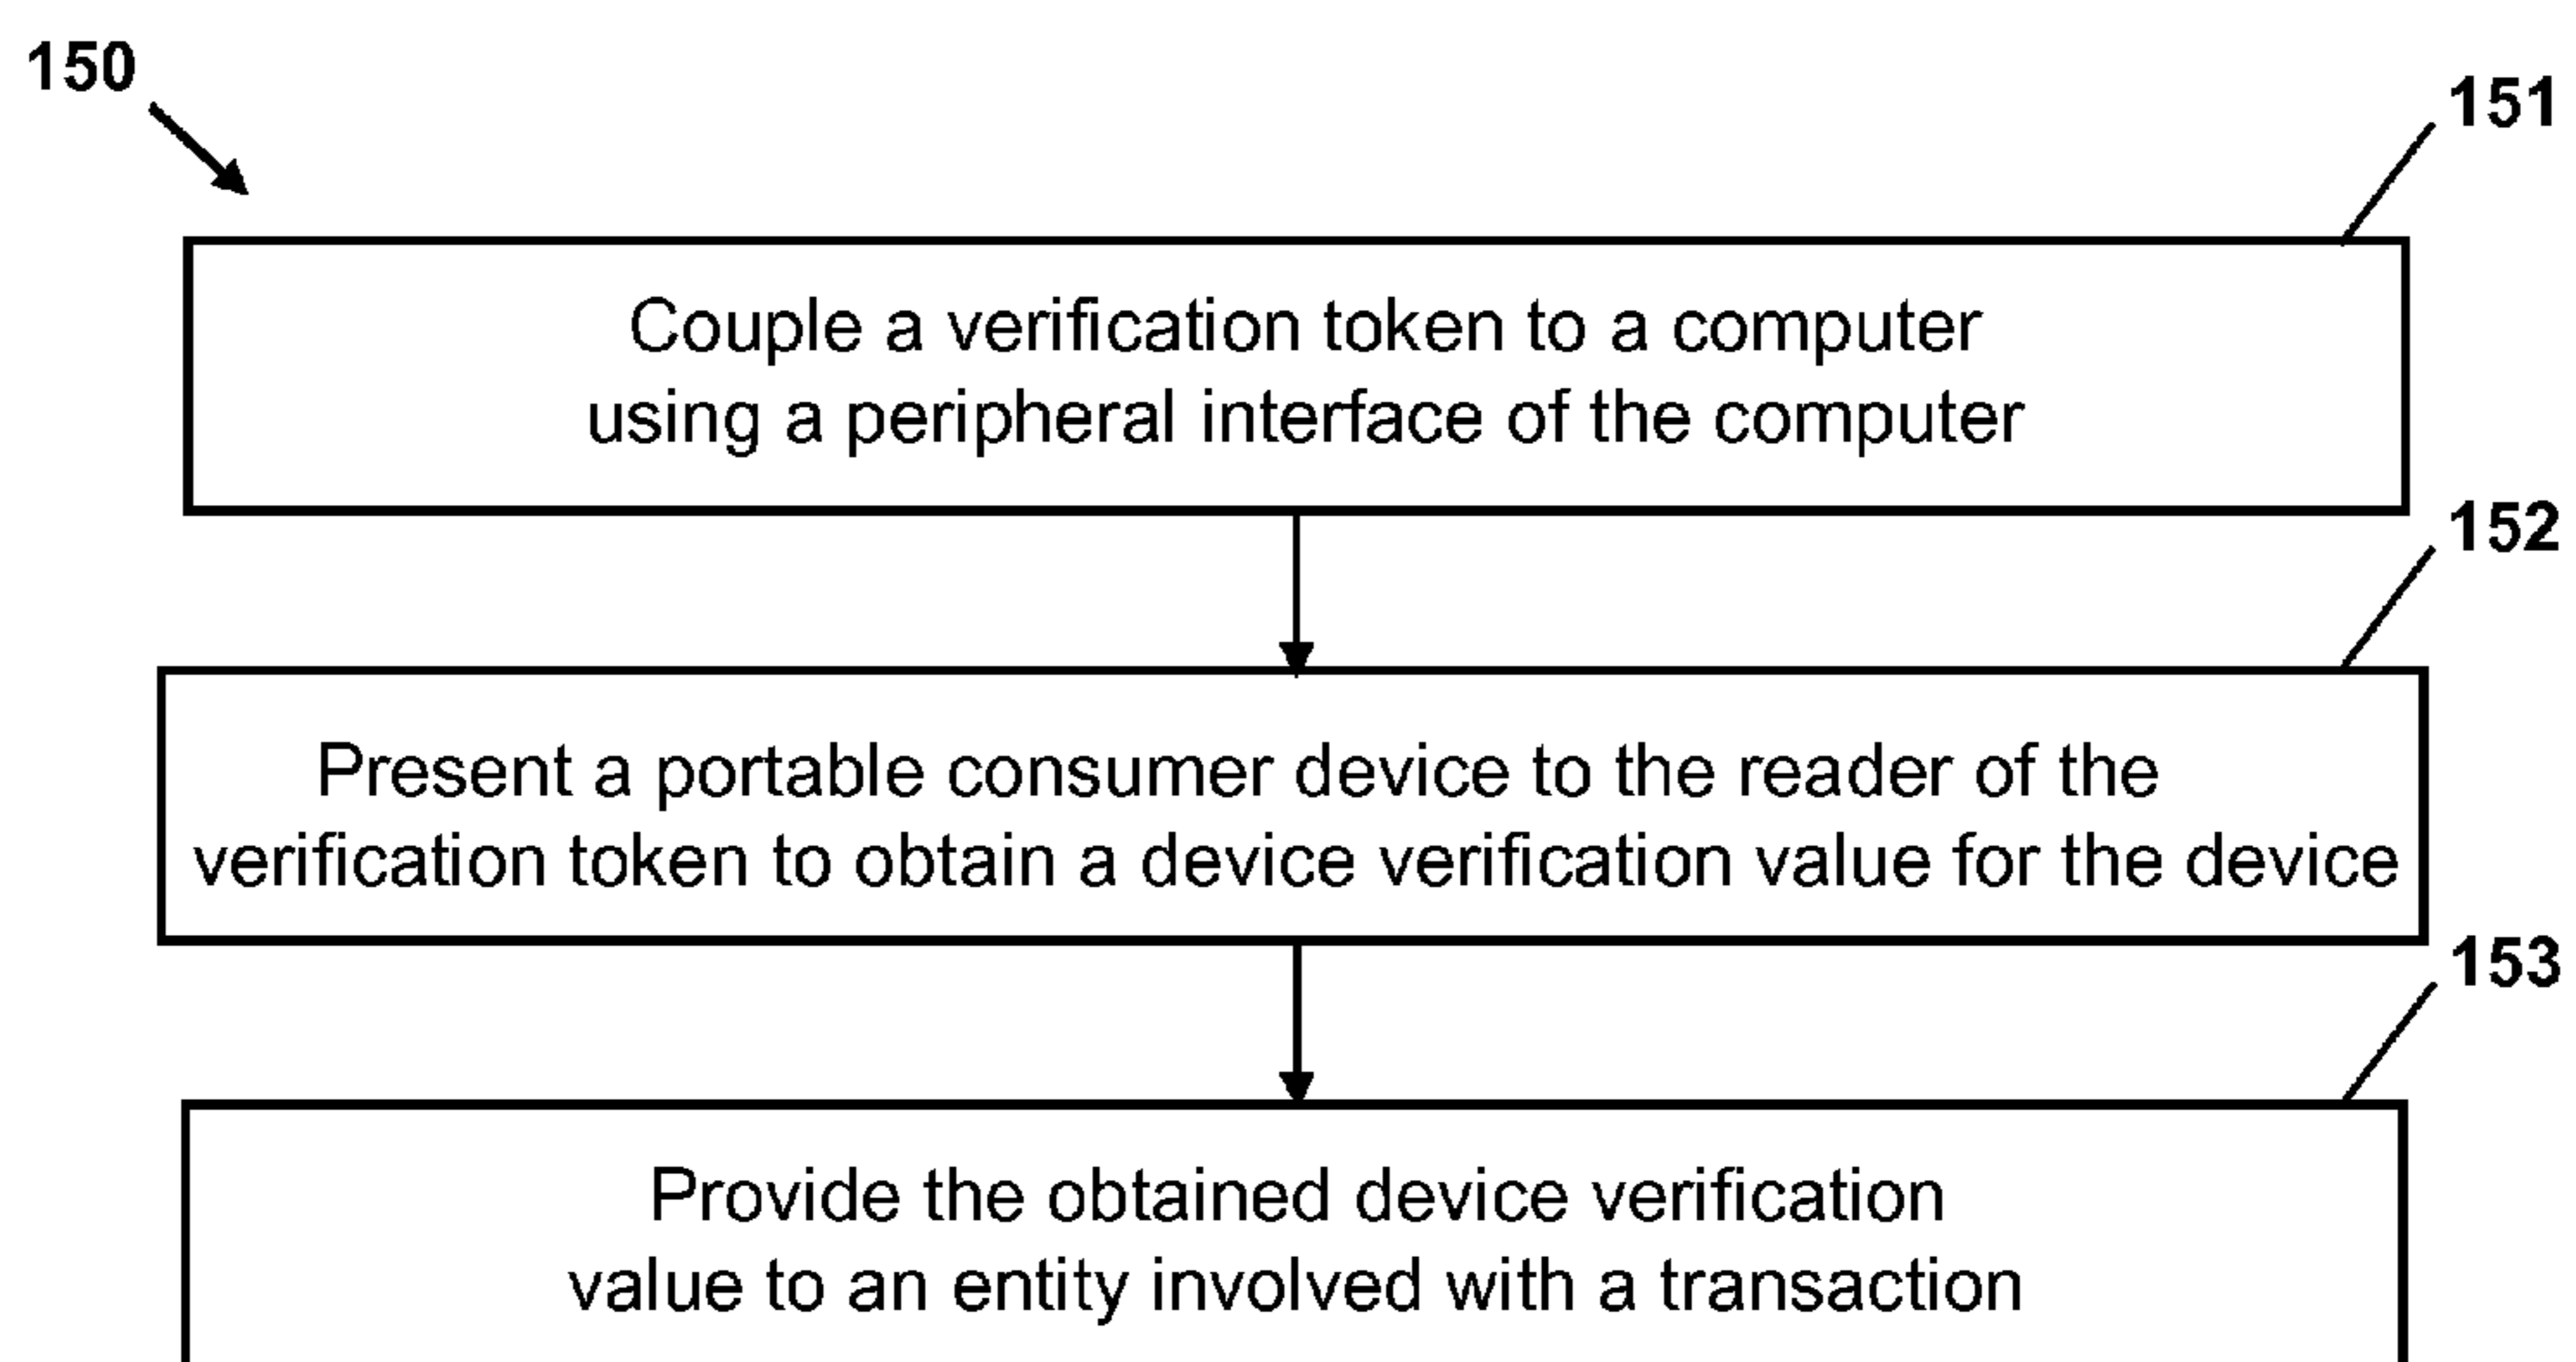 150
151
Couple a verification token to a computer
using a peripheral interface of the computer
152
Present a portable consumer device to the reader of the
verification token to obtain a device verification value for the device
153
Provide the obtained device verification
value to an entity involved with a transaction